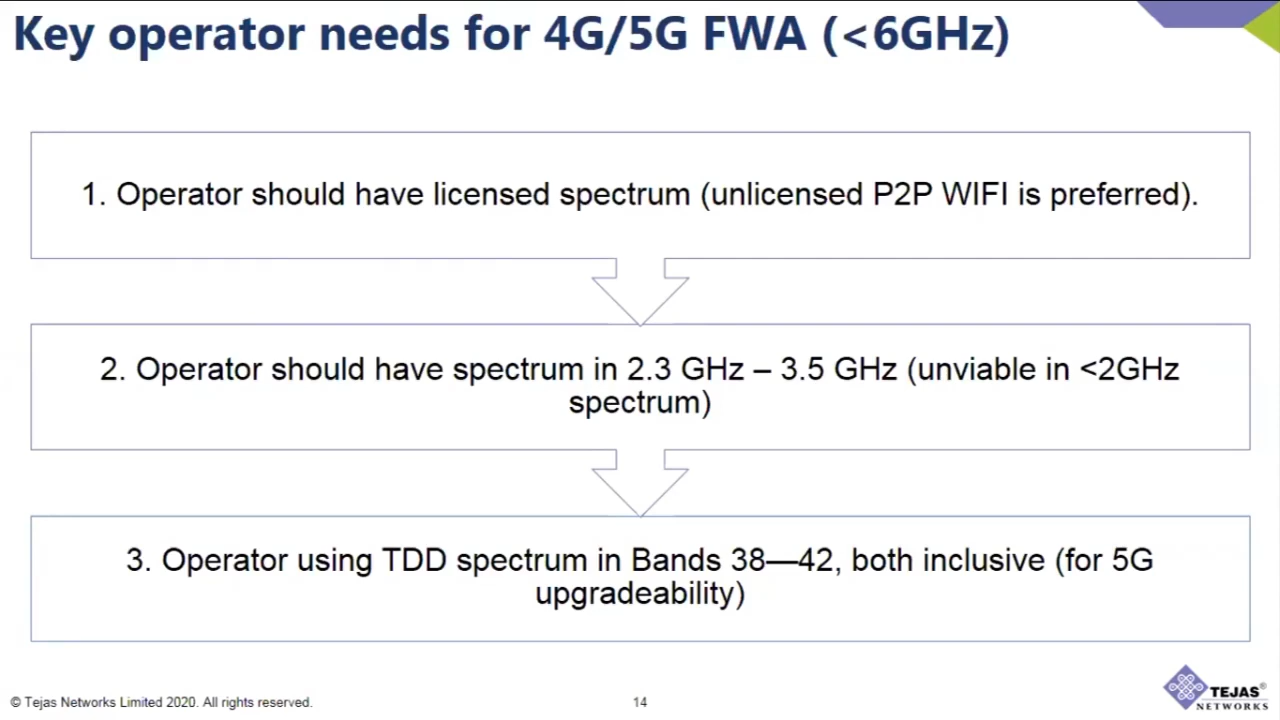 Key operator needs for 4G/5G FWA (<6GHz)
1. Operator should have licensed spectrum (unlicensed P2P WIFI is preferred).
2. Operator should have spectrum in 2.3 GHz – 3.5 GHz (unviable in <2GHz
spectrum)
3. Operator using TDD spectrum in Bands 38—42, both inclusive (for 5G
upgradeability)
© Tejas Networks Limited 2020. All rights reserved.
14
TEJAS®
NETWORKS